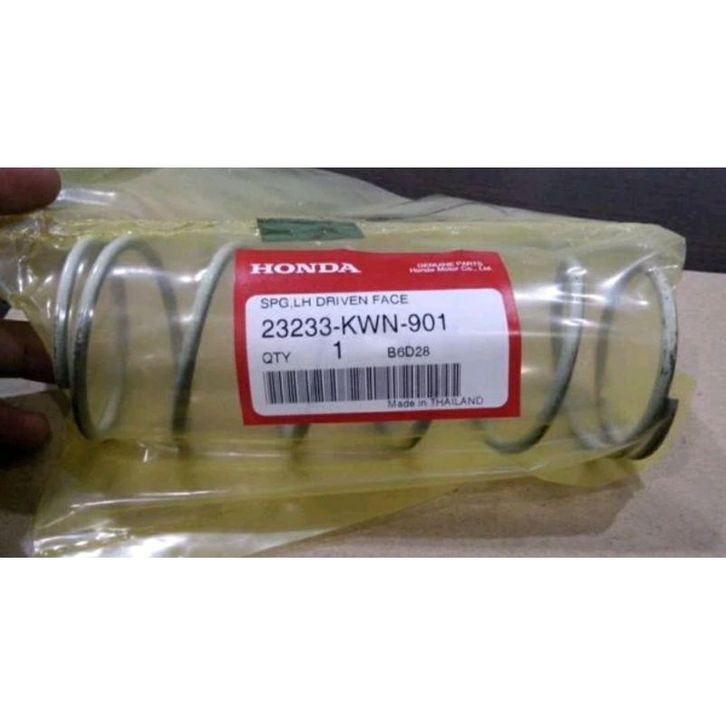 HONDA
GENUINE PARTS
Honda Motor Co., Ltd.
SPG,LH DRIVEN FACE
23233-KWN-901
QTY 1 B6D28
Made in THAILAND